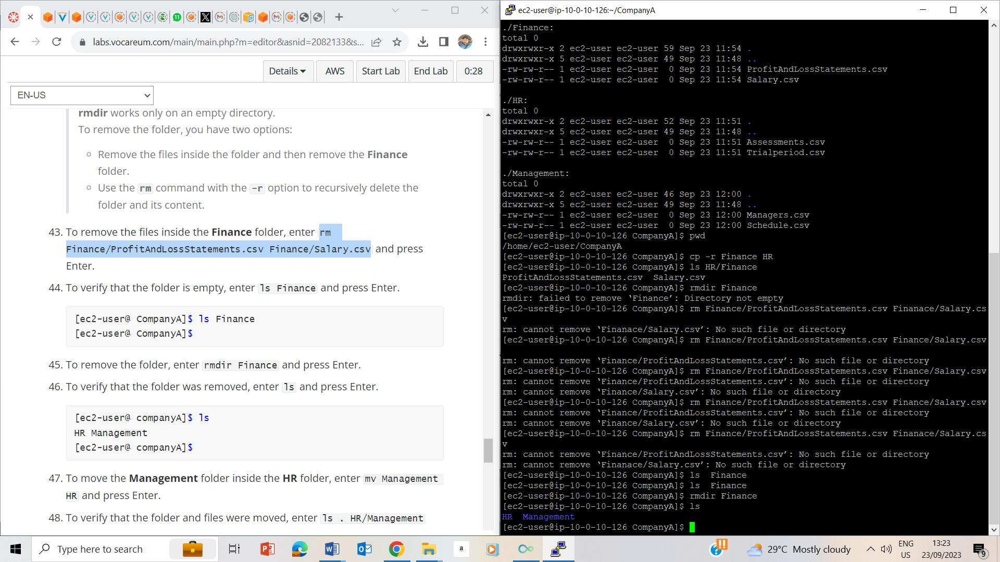 labs.vocareum.com/main/main.php?m=editor&asnid=2082133&s...
Details
AWS
Start Lab
End Lab
0:28
EN-US
rmdir works only on an empty directory.
To remove the folder, you have two options:
Remove the files inside the folder and then remove the Finance
folder.
Use the rm command with the -r option to recursively delete the
folder and its content.
43. To remove the files inside the Finance folder, enter rm
Finance/ProfitAndLossStatements.csv Finance/Salary.csv and press
Enter.
44. To verify that the folder is empty, enter ls Finance and press Enter.
[ec2-user@ CompanyA]$ ls Finance
[ec2-user@ CompanyA]$
45. To remove the folder, enter rmdir Finance and press Enter.
46. To verify that the folder was removed, enter ls and press Enter.
[ec2-user@ companyA]$ ls
HR Management
[ec2-user@ companyA]$
47. To move the Management folder inside the HR folder, enter mv Management
HR and press Enter.
48. To verify that the folder and files were moved, enter ls . HR/Management
ec2-user@ip-10-0-10-126:~/CompanyA
./Finance:
total 0
drwxrwxr-x 2 ec2-user ec2-user 59 Sep 23 11:54 .
drwxrwxr-x 5 ec2-user ec2-user 49 Sep 23 11:48 ..
-rw-rw-r-- 1 ec2-user ec2-user  0 Sep 23 11:54 ProfitAndLossStatements.csv
-rw-rw-r-- 1 ec2-user ec2-user  0 Sep 23 11:54 Salary.csv
./HR:
total 0
drwxrwxr-x 2 ec2-user ec2-user 52 Sep 23 11:51 .
drwxrwxr-x 5 ec2-user ec2-user 49 Sep 23 11:48 ..
-rw-rw-r-- 1 ec2-user ec2-user  0 Sep 23 11:51 Assessments.csv
-rw-rw-r-- 1 ec2-user ec2-user  0 Sep 23 11:51 Trialperiod.csv
./Management:
total 0
drwxrwxr-x 2 ec2-user ec2-user 46 Sep 23 12:00 .
drwxrwxr-x 5 ec2-user ec2-user 49 Sep 23 11:48 ..
-rw-rw-r-- 1 ec2-user ec2-user  0 Sep 23 12:00 Managers.csv
-rw-rw-r-- 1 ec2-user ec2-user  0 Sep 23 12:00 Schedule.csv
[ec2-user@ip-10-0-10-126 CompanyA]$ pwd
/home/ec2-user/CompanyA
[ec2-user@ip-10-0-10-126 CompanyA]$ cp -r Finance HR
[ec2-user@ip-10-0-10-126 CompanyA]$ ls HR/Finance
ProfitAndLossStatements.csv  Salary.csv
[ec2-user@ip-10-0-10-126 CompanyA]$ rmdir Finance
rmdir: failed to remove ‘Finance’: Directory not empty
[ec2-user@ip-10-0-10-126 CompanyA]$ rm Finance/ProfitAndLossStatements.csv Finanace/Salary.cs
v
rm: cannot remove ‘Finanace/Salary.csv’: No such file or directory
[ec2-user@ip-10-0-10-126 CompanyA]$ rm Finance/ProfitAndLossStatements.csv Finance/Salary.csv
rm: cannot remove ‘Finance/ProfitAndLossStatements.csv’: No such file or directory
[ec2-user@ip-10-0-10-126 CompanyA]$ rm Finance/ProfitAndLossStatements.csv Finance/Salary.csv
rm: cannot remove ‘Finance/ProfitAndLossStatements.csv’: No such file or directory
rm: cannot remove ‘Finance/Salary.csv’: No such file or directory
[ec2-user@ip-10-0-10-126 CompanyA]$ rm Finance/ProfitAndLossStatements.csv Finance/Salary.csv
rm: cannot remove ‘Finance/ProfitAndLossStatements.csv’: No such file or directory
rm: cannot remove ‘Finance/Salary.csv’: No such file or directory
[ec2-user@ip-10-0-10-126 CompanyA]$ rm Finance/ProfitAndLossStatements.csv Finanace/Salary.cs
v
rm: cannot remove ‘Finance/ProfitAndLossStatements.csv’: No such file or directory
rm: cannot remove ‘Finanace/Salary.csv’: No such file or directory
[ec2-user@ip-10-0-10-126 CompanyA]$ ls  Finance
[ec2-user@ip-10-0-10-126 CompanyA]$ ls  Finance
[ec2-user@ip-10-0-10-126 CompanyA]$ rmdir Finance
[ec2-user@ip-10-0-10-126 CompanyA]$ ls
HR  Management
[ec2-user@ip-10-0-10-126 CompanyA]$
Type here to search
29°C Mostly cloudy
ENG
US
13:23
23/09/2023
9